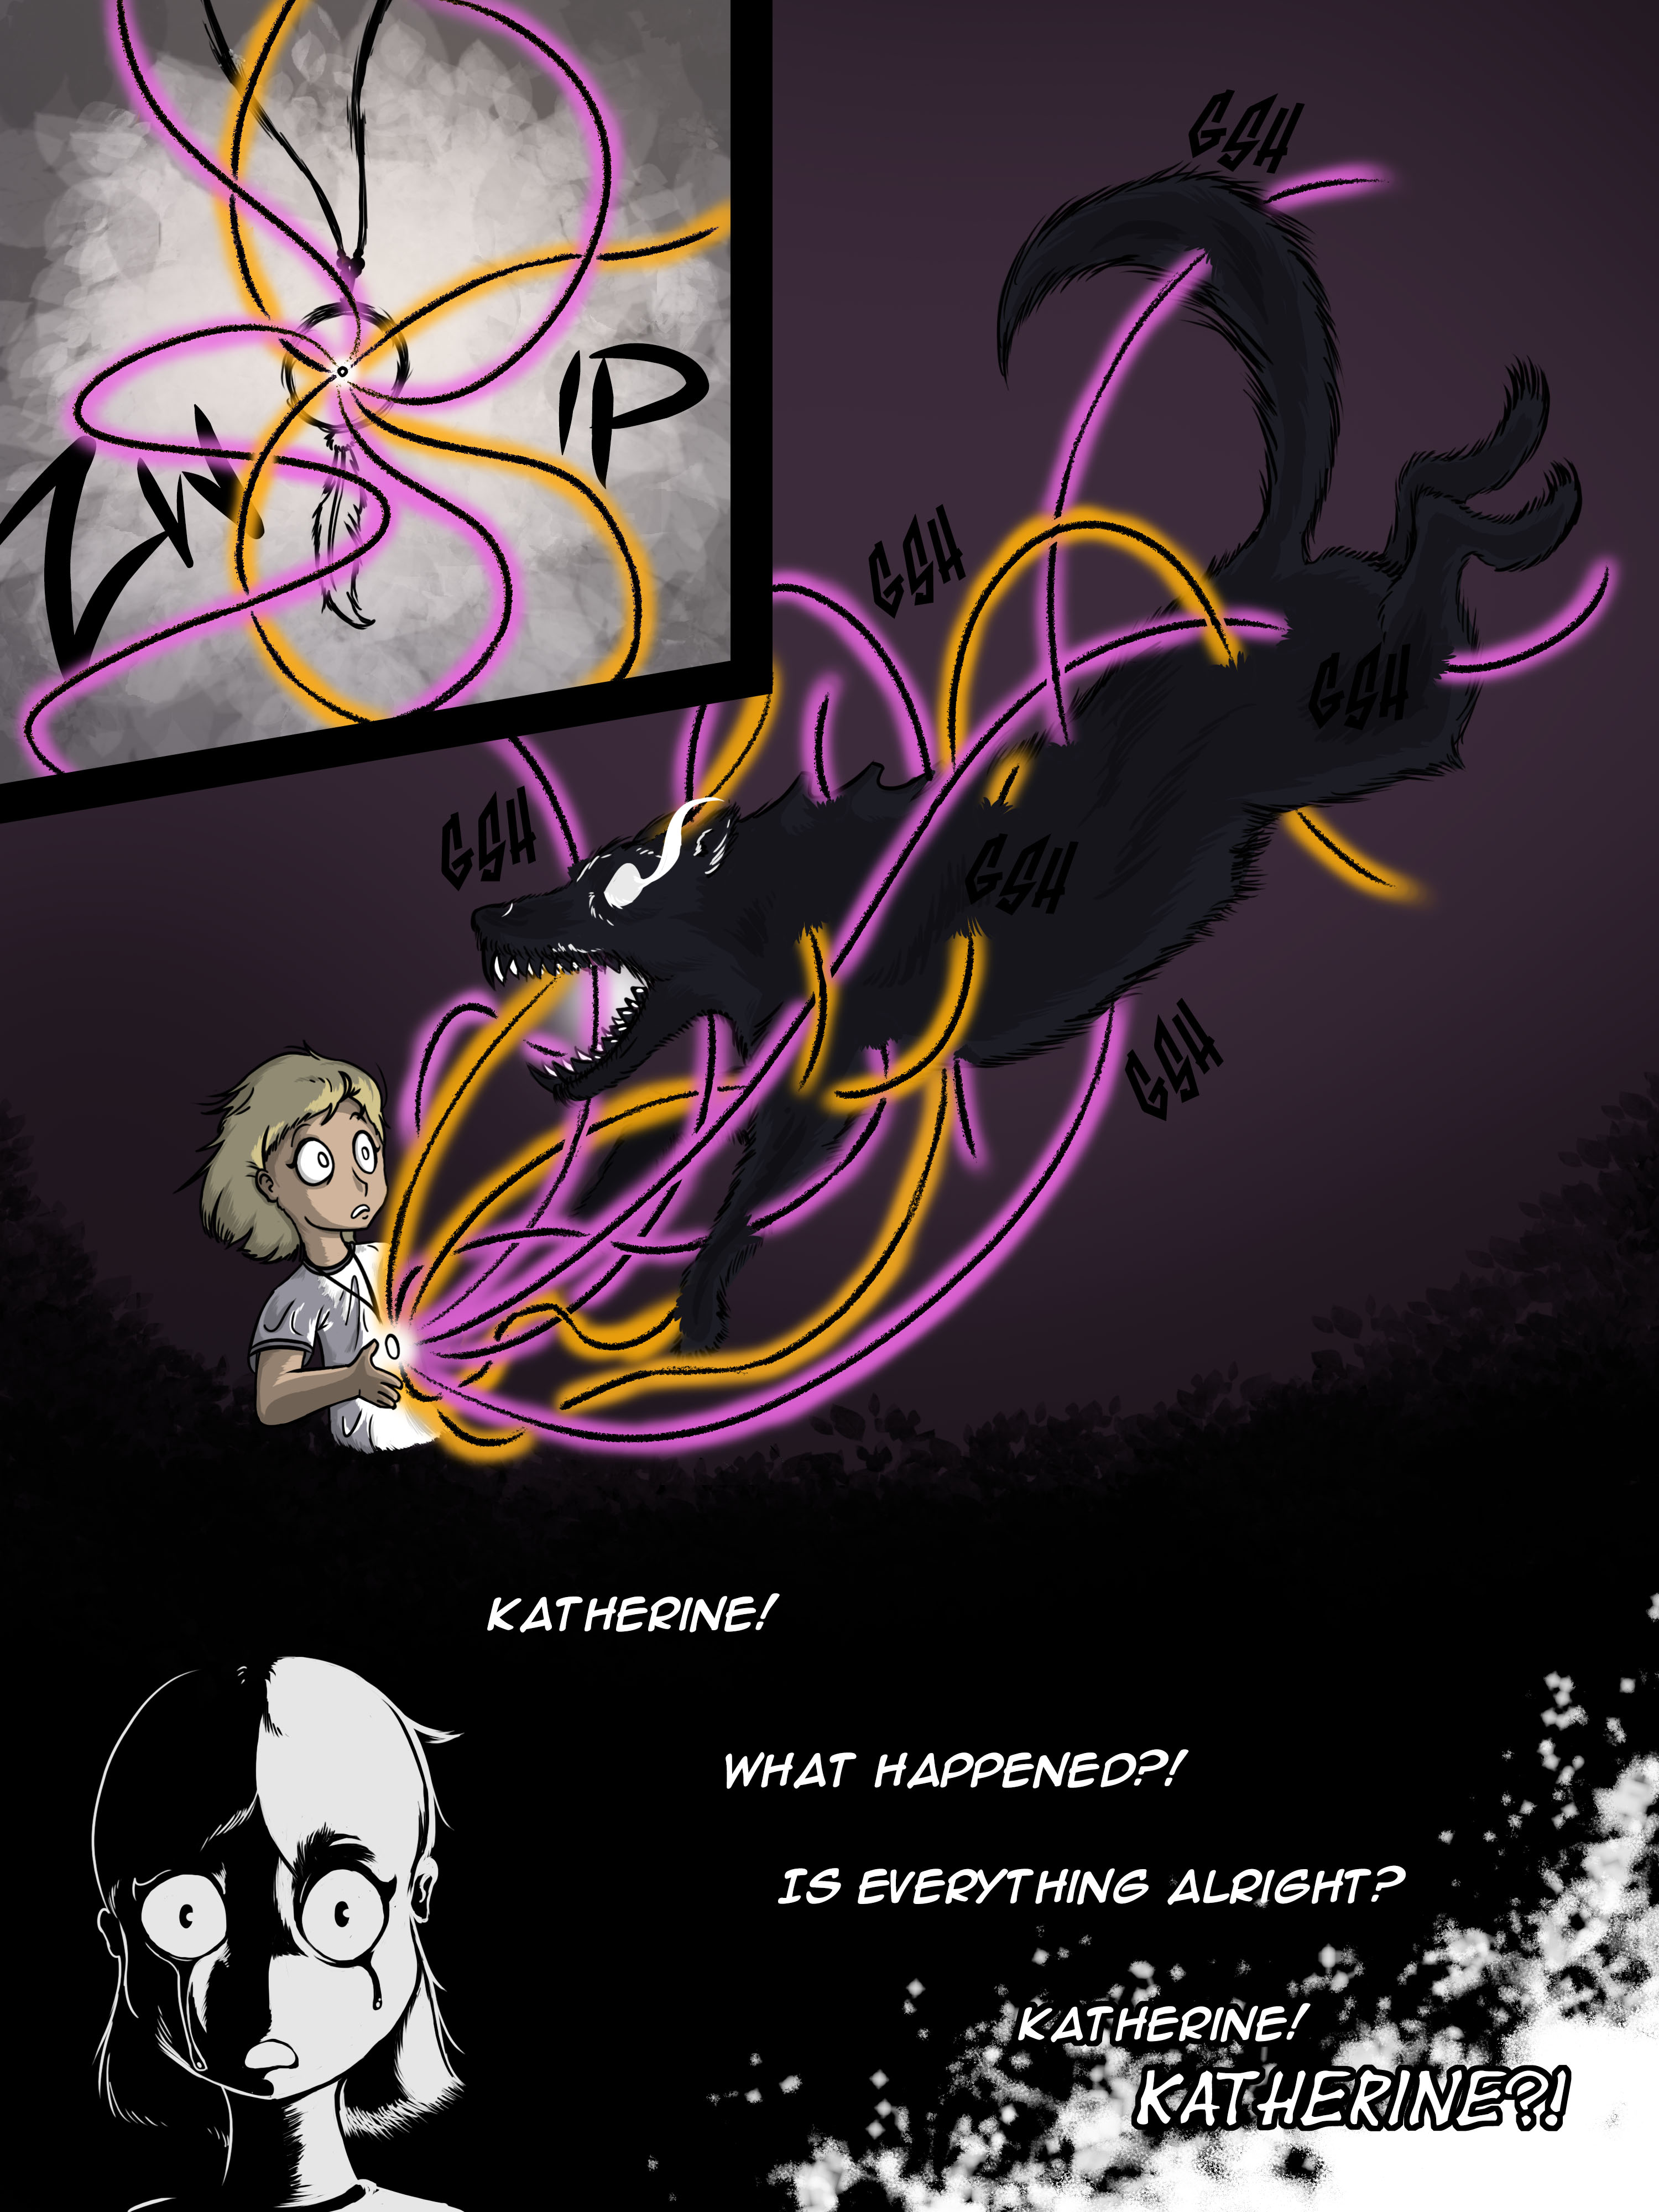 ZWIP
GSH
GSH
GSH
GSH
GSH
GSH
KATHERINE!
WHAT HAPPENED?!
IS EVERYTHING ALRIGHT?
KATHERINE!
KATHERINE?!